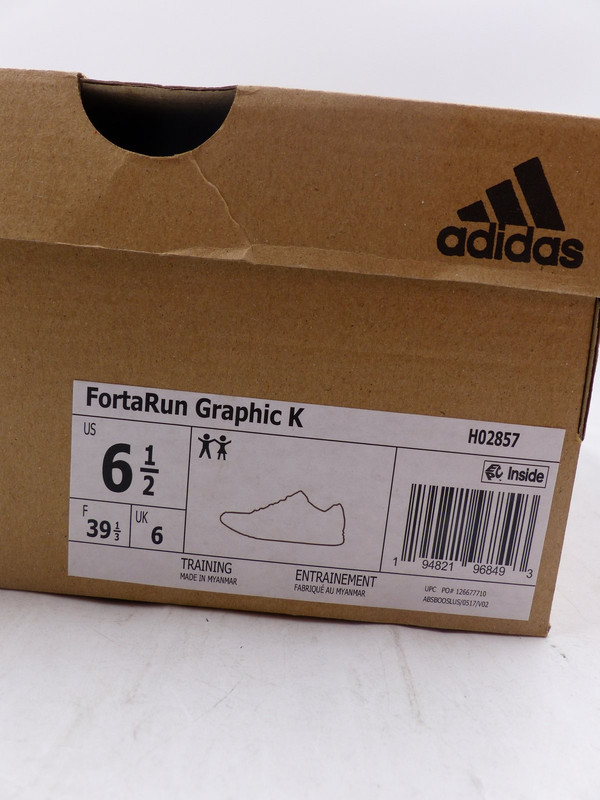 adidas
FortaRun Graphic K
H02857
US
6 1/2
Inside
F
39 1/3
UK
6
1 94821 96849 3
TRAINING
MADE IN MYANMAR
ENTRAINEMENT
FABRIQUÉ AU MYANMAR
UPC PO# 126677710
ABSBOOSLUS/0517/V02